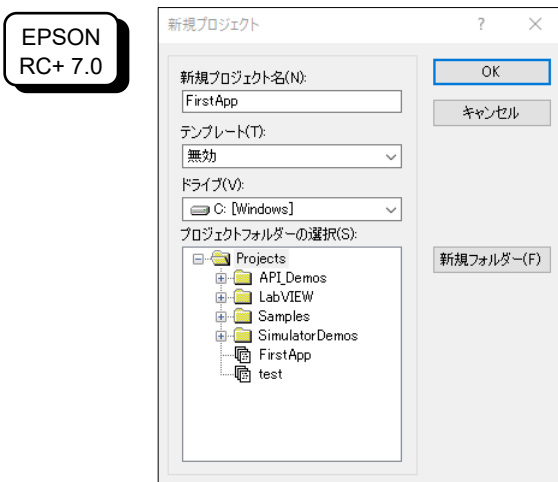 EPSON
RC+ 7.0
新規プロジェクト
?
新規プロジェクト名(N):
FirstApp
テンプレート(T):
無効
ドライブ(V):
C: [Windows]
プロジェクトフォルダーの選択(S):
Projects
API_Demos
LabVIEW
Samples
SimulatorDemos
FirstApp
test
OK
キャンセル
新規フォルダー(F)